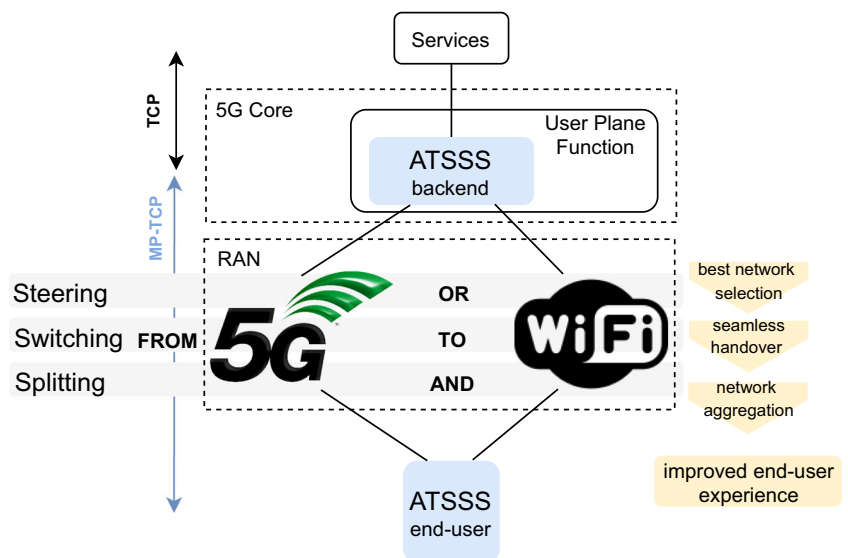 Services
TCP
5G Core
User Plane
Function
ATSSS
backend
MP-TCP
RAN
best network
selection
Steering
OR
5G
WiFi
Switching
FROM
TO
seamless
handover
Splitting
AND
network
aggregation
ATSSS
end-user
improved end-user
experience